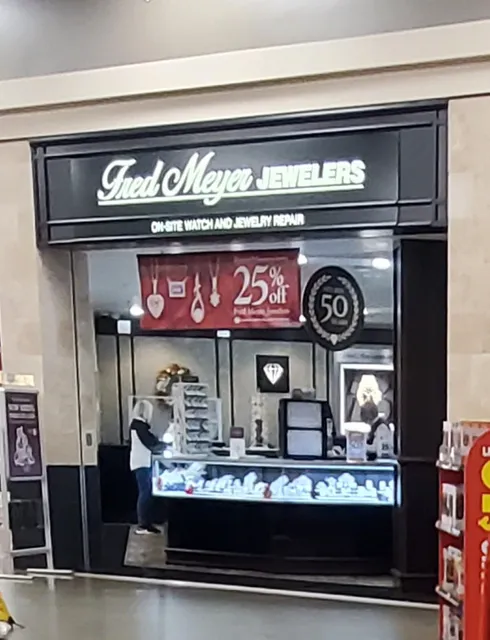 Fred Meyer JEWELERS
ON-SITE WATCH AND JEWELRY REPAIR
25%
off
Fred Meyer Jewelers
50